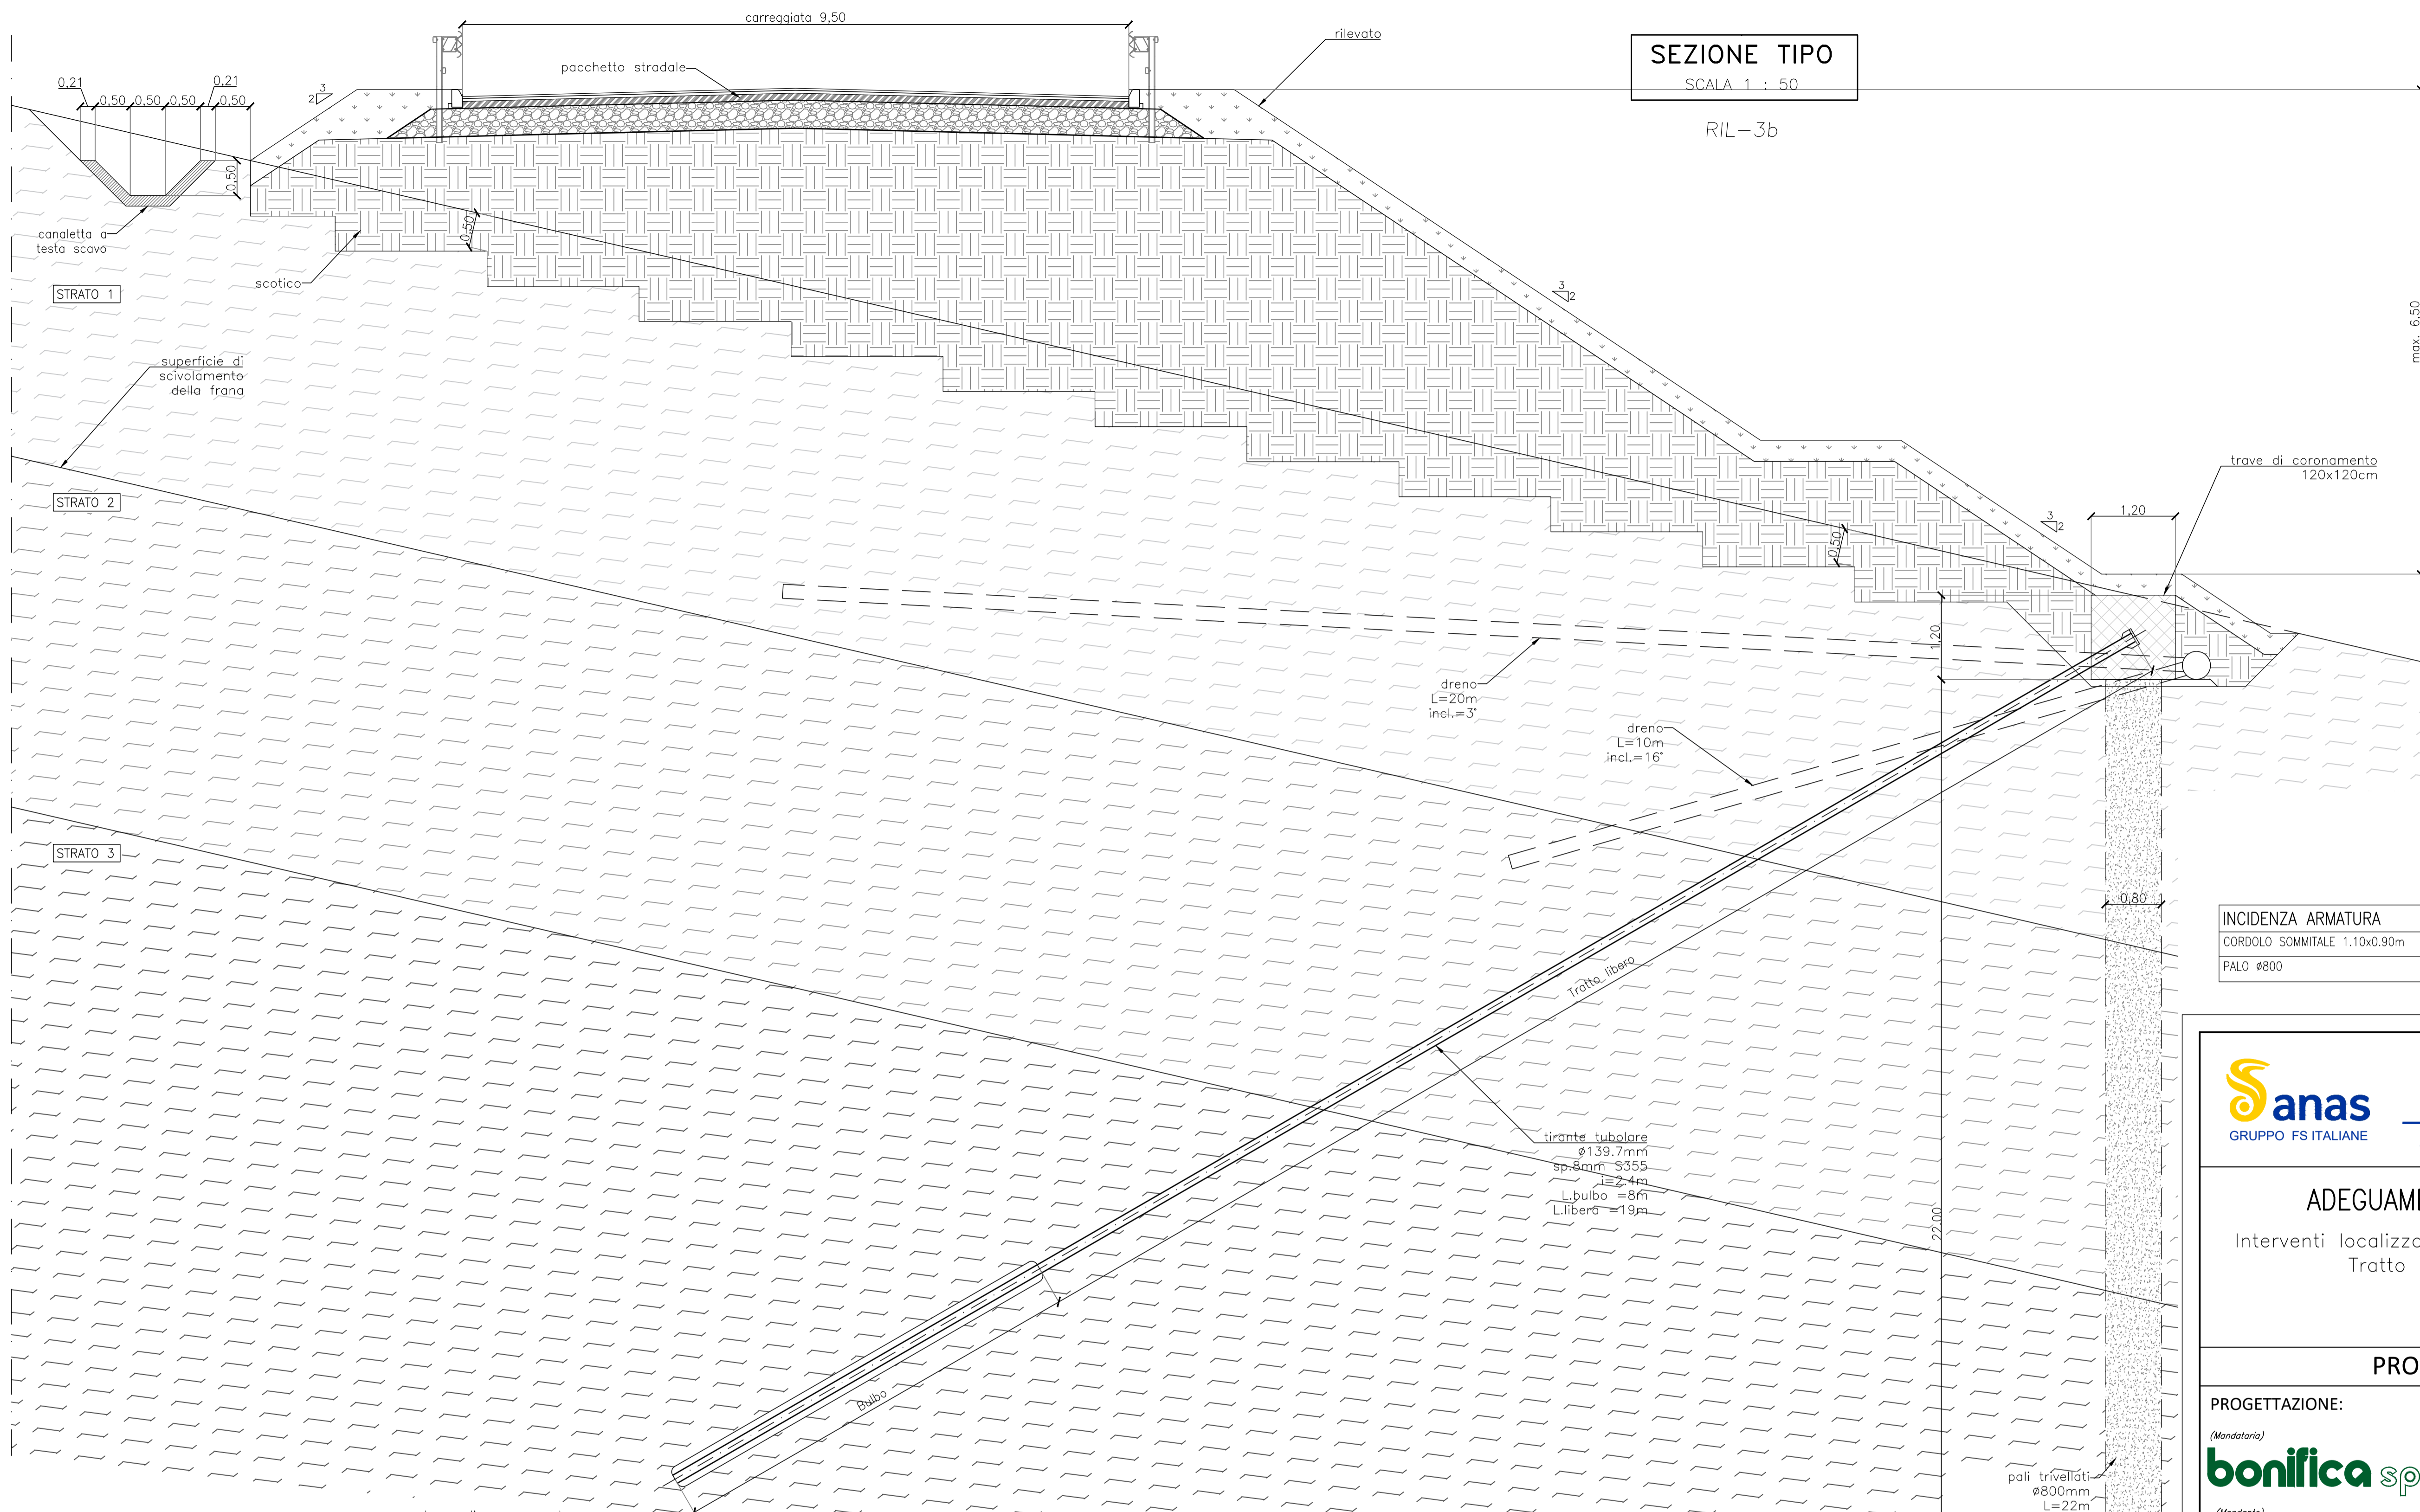 carreggiata 9,50
rilevato
SEZIONE TIPO
SCALA 1 : 50
RIL-3b
pacchetto stradale
0,21
0,21
0,50
0,50
0,50
0,50
3
2
0,50
canaletta a
testa scavo
0,50
scotico
STRATO 1
3
2
max. 6,50
superficie di
scivolamento
della frana
STRATO 2
trave di coronamento
120x120cm
1,20
3
2
0,50
1,20
dreno
L=20m
incl.=3°
dreno
L=10m
incl.=16°
STRATO 3
0,80
INCIDENZA ARMATURA
CORDOLO SOMMITALE 1.10x0.90m
PALO ø800
Tratto libero
anas
GRUPPO FS ITALIANE
tirante tubolare
ø139.7mm
sp.8mm S355
i=2.4m
L.bulbo =8m
L.libera =19m
22,00
ADEGUAM
Interventi localizz
Tratto
PRO
PROGETTAZIONE:
(Mandataria)
bonifica sp
Bulbo
pali trivellati
ø800mm
L=22m